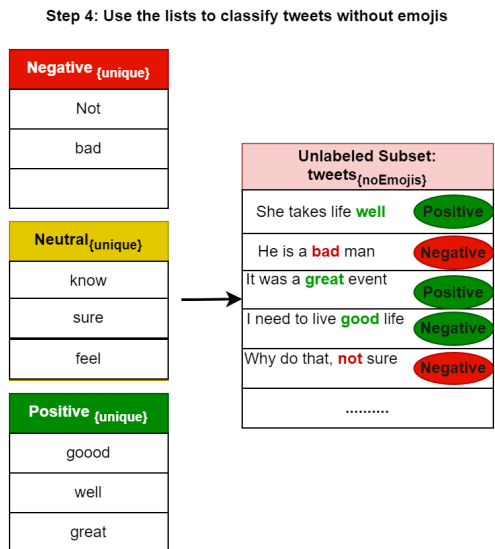 Step 4: Use the lists to classify tweets without emojis
Negative {unique}
Not
bad
Neutral{unique}
know
sure
feel
Positive {unique}
goood
well
great
Unlabeled Subset:
tweets{noEmojis}
She takes life well Positive
He is a bad man Negative
It was a great event Positive
I need to live good life Negative
Why do that, not sure Negative
..........